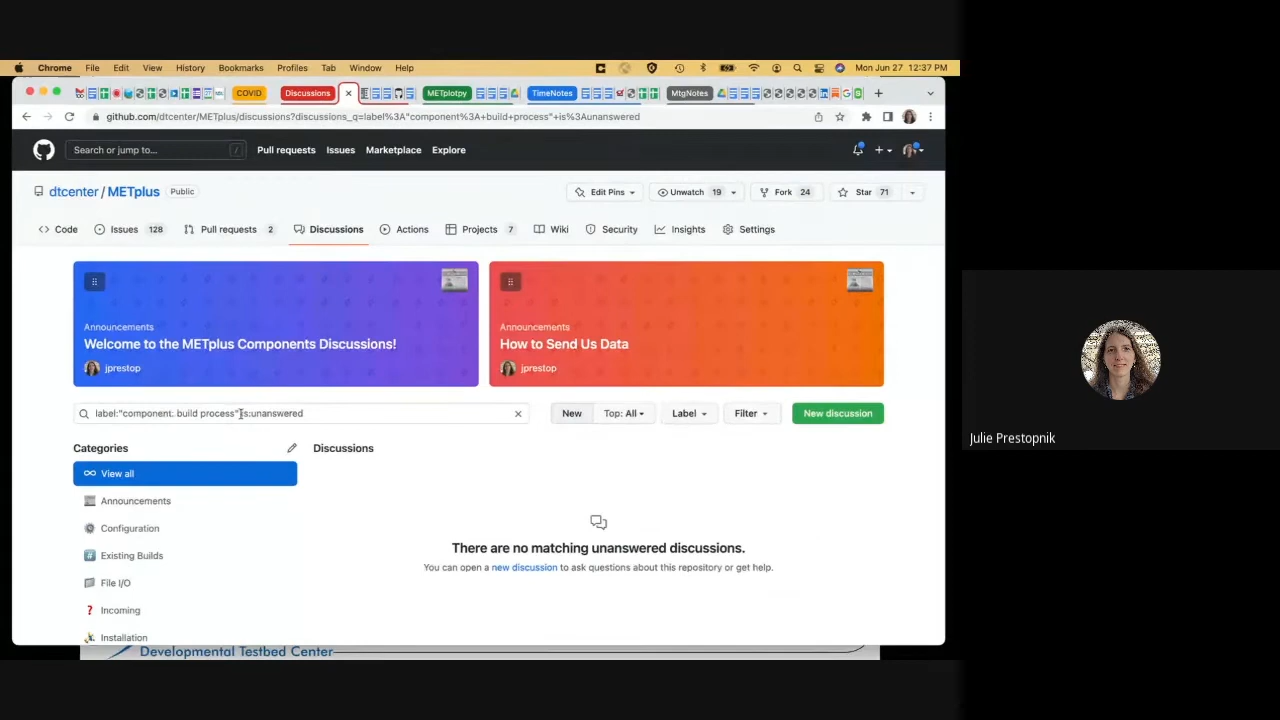 Chrome File Edit View History Bookmarks Profiles Tab Window Help Mon Jun 27 12:37 PM
COVID Discussions METplotpy TimeNotes MtgNotes
github.com/dtcenter/METplus/discussions?discussions_q=label%3A"component%3A+build+process"+is%3Aunanswered
Search or jump to... / Pull requests Issues Marketplace Explore
dtcenter / METplus Public Edit Pins Unwatch 19 Fork 24 Star 71
Code Issues 128 Pull requests 2 Discussions Actions Projects 7 Wiki Security Insights Settings
Announcements
Welcome to the METplus Components Discussions!
jprestop
Announcements
How to Send Us Data
jprestop
label:"component: build process" is:unanswered New Top: All Label Filter New discussion
Categories
View all
Announcements
Configuration
Existing Builds
File I/O
Incoming
Installation
Discussions
There are no matching unanswered discussions.
You can open a new discussion to ask questions about this repository or get help.
Developmental Testbed Center
Julie Prestopnik